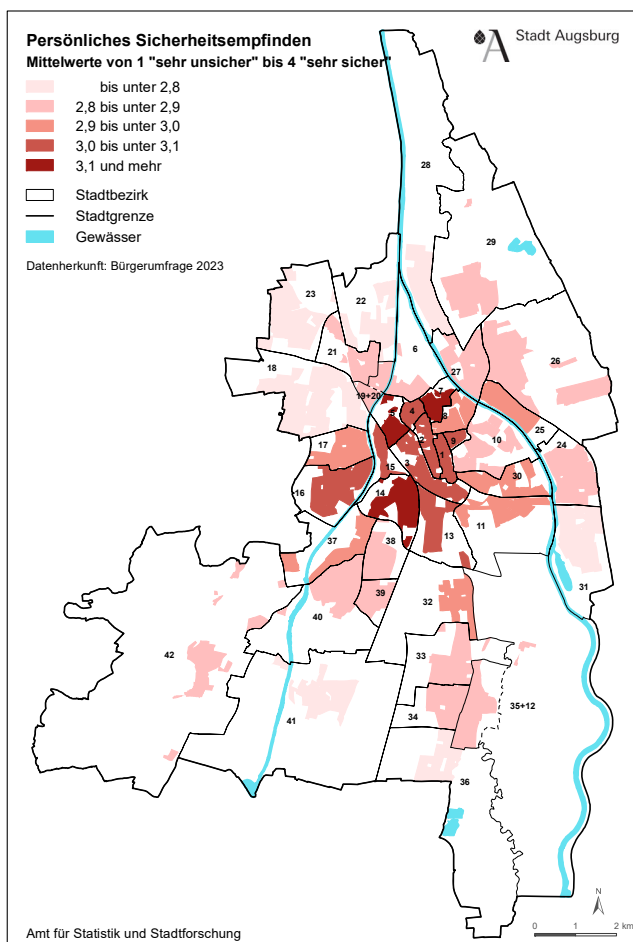 Persönliches Sicherheitsempfinden
Mittelwerte von 1 "sehr unsicher" bis 4 "sehr sicher"
Stadt Augsburg
bis unter 2,8
2,8 bis unter 2,9
2,9 bis unter 3,0
3,0 bis unter 3,1
3,1 und mehr
Stadtbezirk
Stadtgrenze
Gewässer
Datenherkunft: Bürgerumfrage 2023
28
29
23
22
21
6
18
27
26
19+20
7
5
4
8
2
9
10
25
24
17
1
3
15
30
16
14
11
13
37
38
31
39
32
40
42
33
35+12
34
41
36
N
0 1 2 km
Amt für Statistik und Stadtforschung